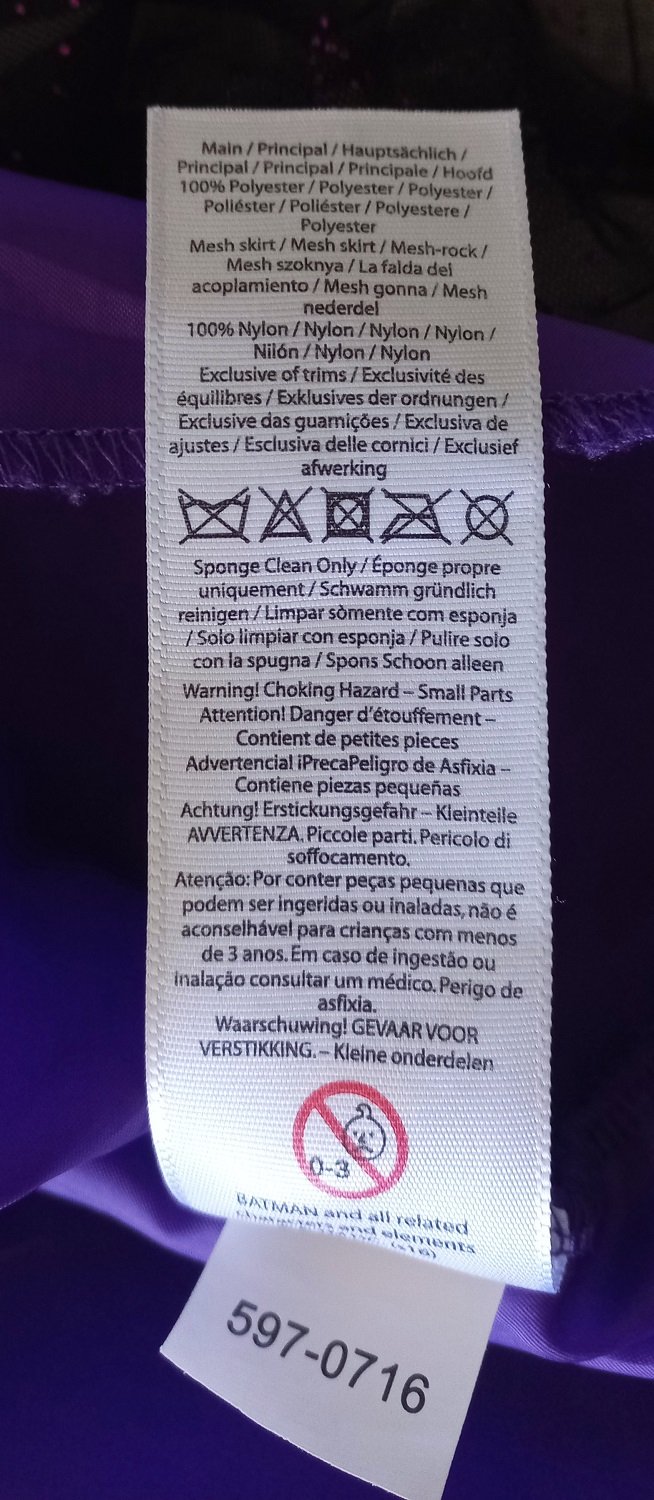 Main / Principal / Hauptsächlich /
Principal / Principal / Principale / Hoofd
100% Polyester / Polyester / Polyester /
Poliéster / Poliéster / Polyestere /
Polyester
Mesh skirt / Mesh skirt / Mesh-rock /
Mesh szoknya / La falda del
acoplamiento / Mesh gonna / Mesh
nederdel
100% Nylon / Nylon / Nylon / Nylon /
Nilón / Nylon / Nylon
Exclusive of trims / Exclusivité des
équilibres / Exklusives der ordnungen /
Exclusive das guarnições / Exclusiva de
ajustes / Esclusiva delle cornici / Exclusief
afwerking
Sponge Clean Only / Éponge propre
uniquement / Schwamm gründlich
reinigen / Limpar sòmente com esponja
/ Solo limpiar con esponja / Pulire solo
con la spugna / Spons Schoon alleen
Warning! Choking Hazard – Small Parts
Attention! Danger d'étouffement –
Contient de petites pieces
Advertencial iPrecaPeligro de Asfixia –
Contiene piezas pequeñas
Achtung! Erstickungsgefahr – Kleinteile
AVVERTENZA. Piccole parti. Pericolo di
soffocamento.
Atenção: Por conter peças pequenas que
podem ser ingeridas ou inaladas, não é
aconselhável para crianças com menos
de 3 anos. Em caso de ingestão ou
inalação consultar um médico. Perigo de
asfixia.
Waarschuwing! GEVAAR VOOR
VERSTIKKING. – Kleine onderdelen
0-3
BATMAN and all related
characters and elements
(s16)
597-0716